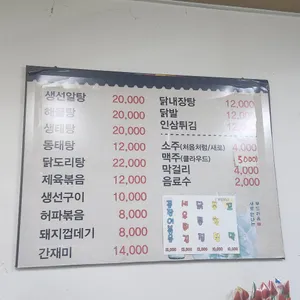 생선알탕 20,000
해물탕 20,000
생태탕 20,000
동태탕 12,000
닭도리탕 22,000
제육볶음 12,000
생선구이 10,000
허파볶음 8,000
돼지껍데기 8,000
간재미 14,000
닭내장탕 12,000
닭발 12,000
인삼튀김 12,000
소주(처음처럼/새로) 4,000
맥주(클라우드) 5,000
막걸리 4,000
음료수 2,000